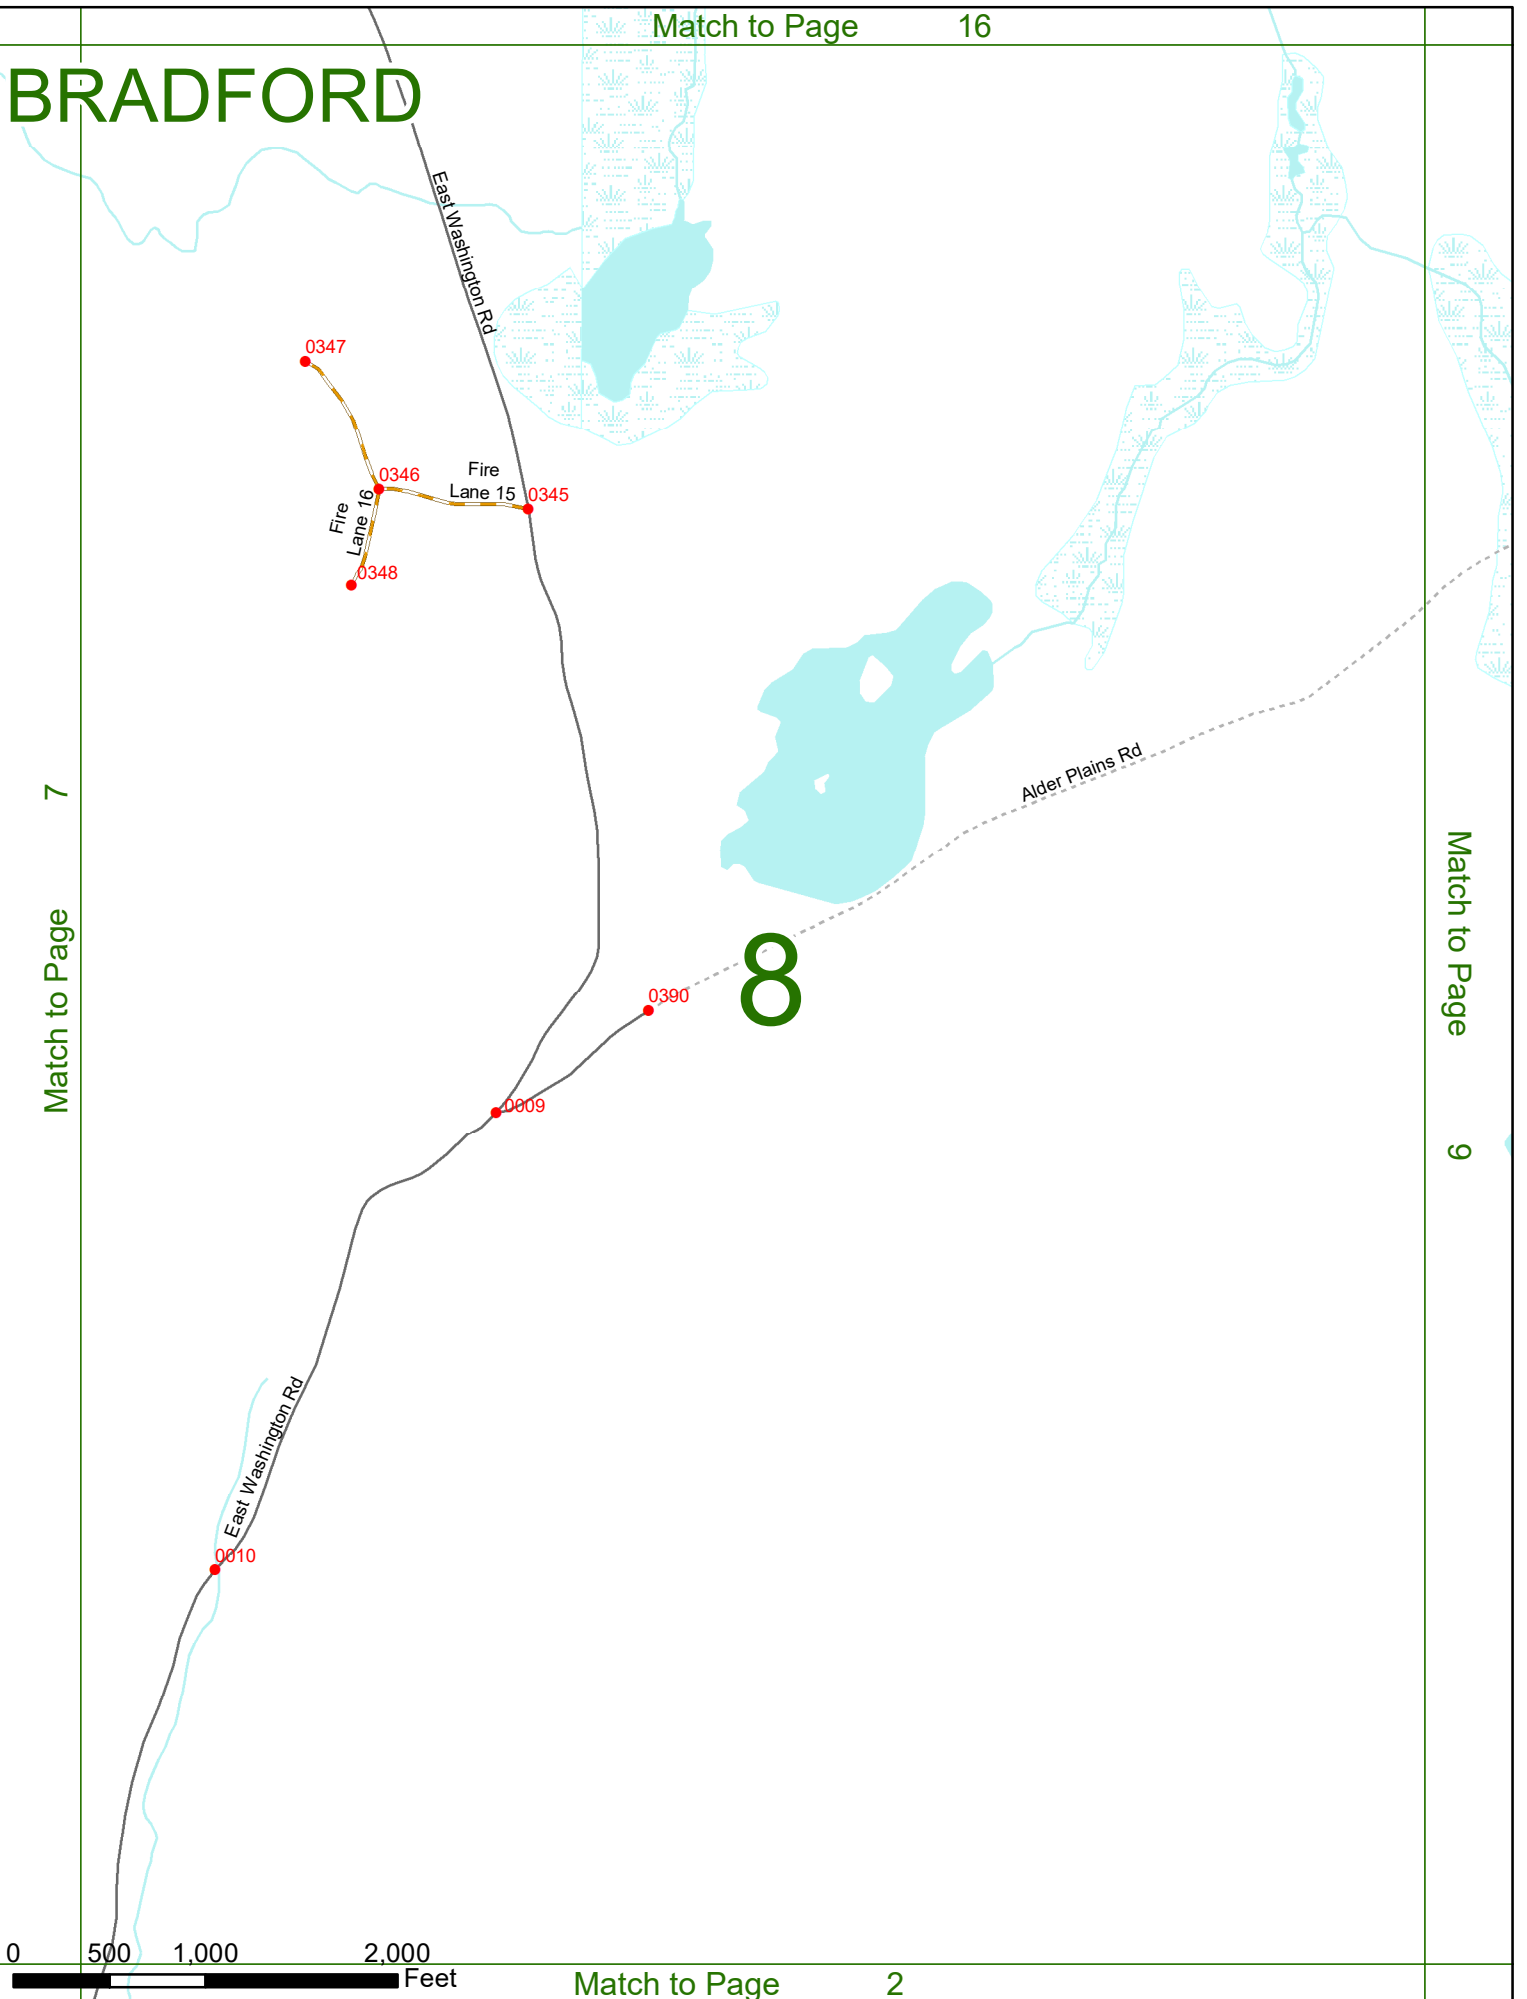 Match to Page 16
BRADFORD
East Washington Rd
0347
0346
Fire
Lane 15
0345
Fire
Lane 16
0348
Alder Plains Rd
Match to Page 7
Match to Page 9
8
0390
0009
East Washington Rd
0010
0 500 1,000 2,000
Feet
Match to Page 2